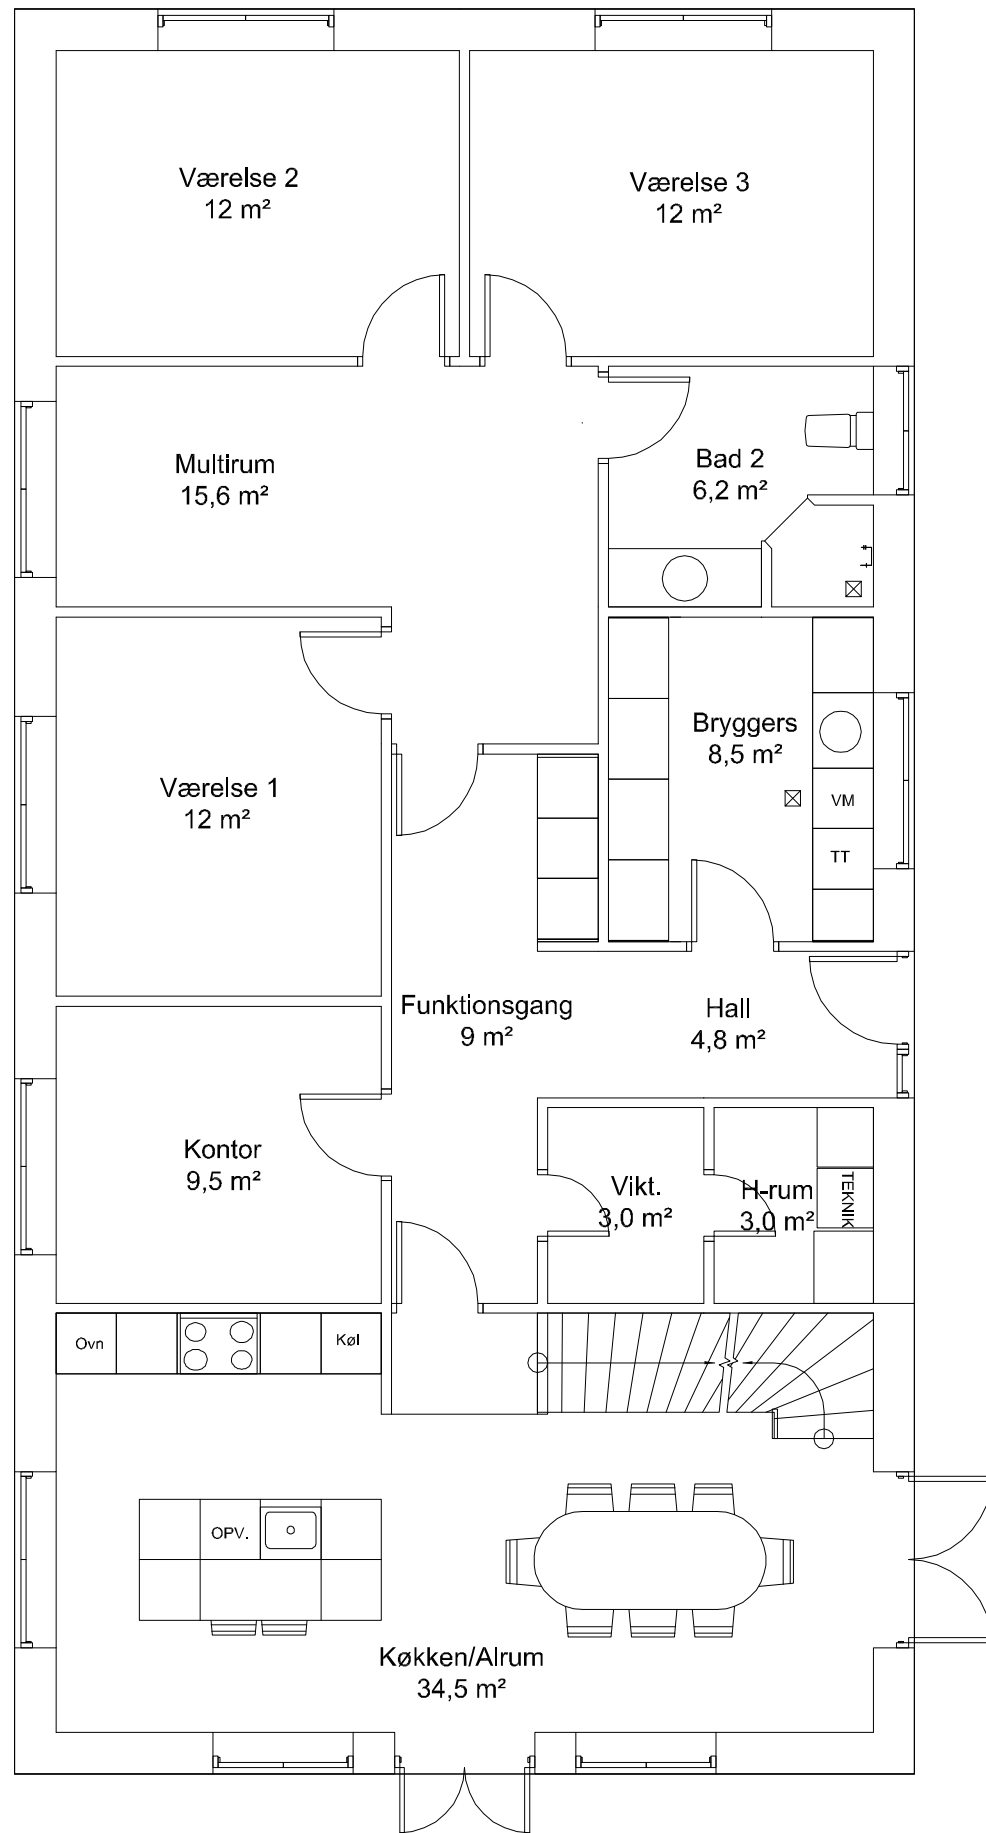 Værelse 2
12 m²
Værelse 3
12 m²
Multirum
15,6 m²
Bad 2
6,2 m²
Bryggers
8,5 m²
Værelse 1
12 m²
VM
TT
Funktionsgang
9 m²
Hall
4,8 m²
Kontor
9,5 m²
Vikt.
3,0 m²
H-rum
3,0 m²
TEKNIK
Ovn
Køl
OPV.
Køkken/Alrum
34,5 m²